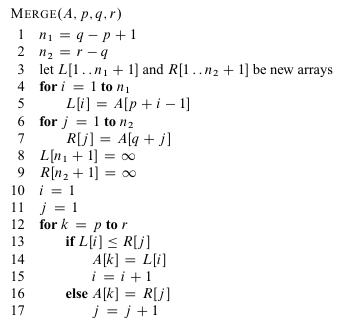 MERGE(A, p, q, r)
1 n₁ = q − p + 1
2 n₂ = r − q
3 let L[1 . . n₁ + 1] and R[1 . . n₂ + 1] be new arrays
4 for i = 1 to n₁
5 L[i] = A[p + i − 1]
6 for j = 1 to n₂
7 R[j] = A[q + j]
8 L[n₁ + 1] = ∞
9 R[n₂ + 1] = ∞
10 i = 1
11 j = 1
12 for k = p to r
13 if L[i] ≤ R[j]
14 A[k] = L[i]
15 i = i + 1
16 else A[k] = R[j]
17 j = j + 1